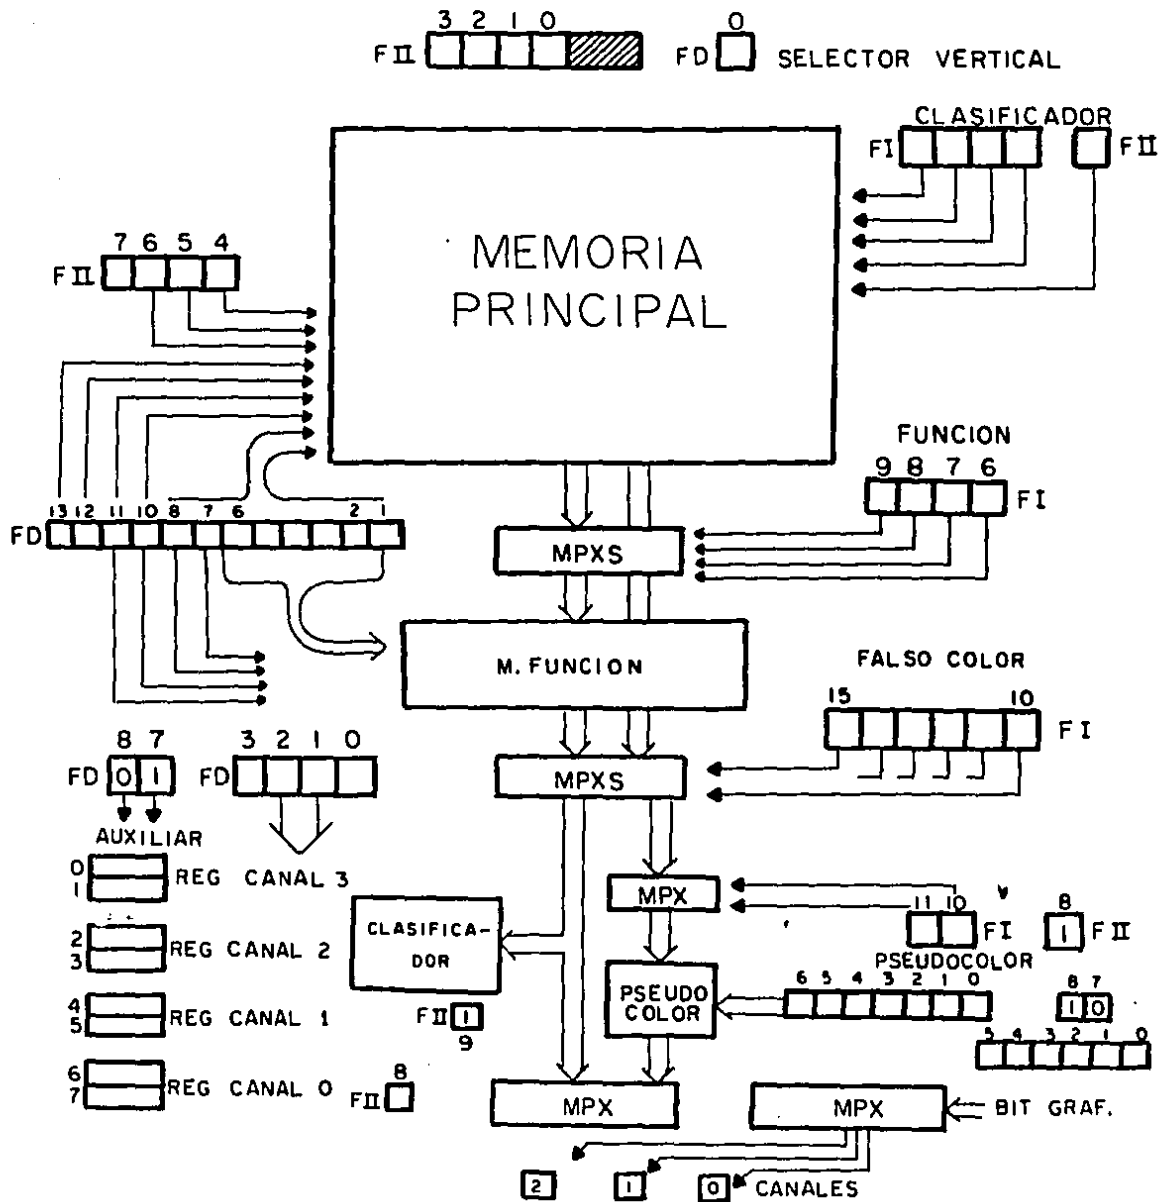 3 2 1 0 0
F II FD SELECTOR VERTICAL
CLASIFICADOR
FI F II
MEMORIA
PRINCIPAL
7 6 5 4
F II
FUNCION
9 8 7 6
FI
13 12 11 10 8 7 6 2 1
FD
MPXS
M. FUNCION
FALSO COLOR
15 10
FI
8 7 3 2 1 0
FD 0 1 FD
MPXS
AUXILIAR
0
1 REG CANAL 3
2
3 REG CANAL 2
4
5 REG CANAL 1
6
7 REG CANAL 0
MPX
11 10 8
FI 1 F II
CLASIFICA-
DOR
PSEUDOCOLOR
6 5 4 3 2 1 0 8 7
PSEUDO
COLOR
1 0
F II 1
9
5 4 3 2 1 0
8
F II
MPX
MPX
BIT GRAF.
2 1 0 CANALES